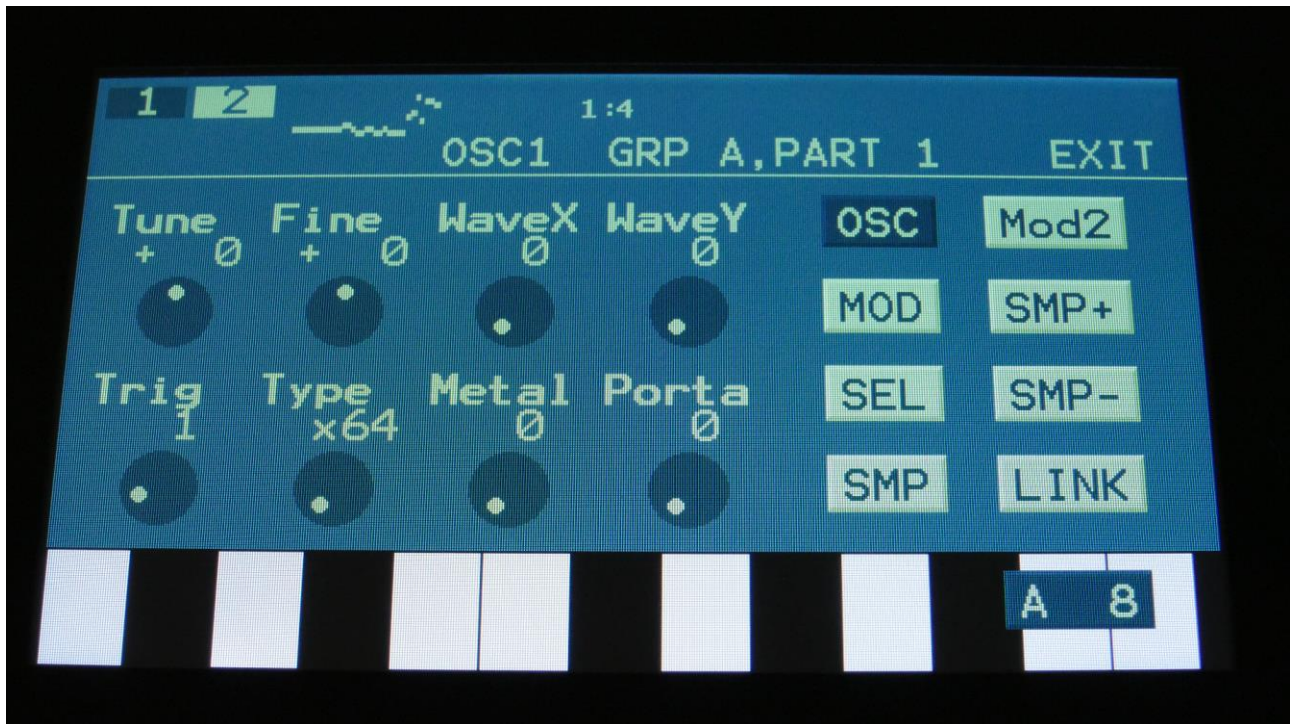 1 2 1:4
OSC1 GRP A,PART 1 EXIT
Tune Fine WaveX WaveY OSC Mod2
+ 0 + 0 0 0
MOD SMP+
Trig Type Metal Porta SEL SMP-
1 x64 0 0
SMP LINK
A 8